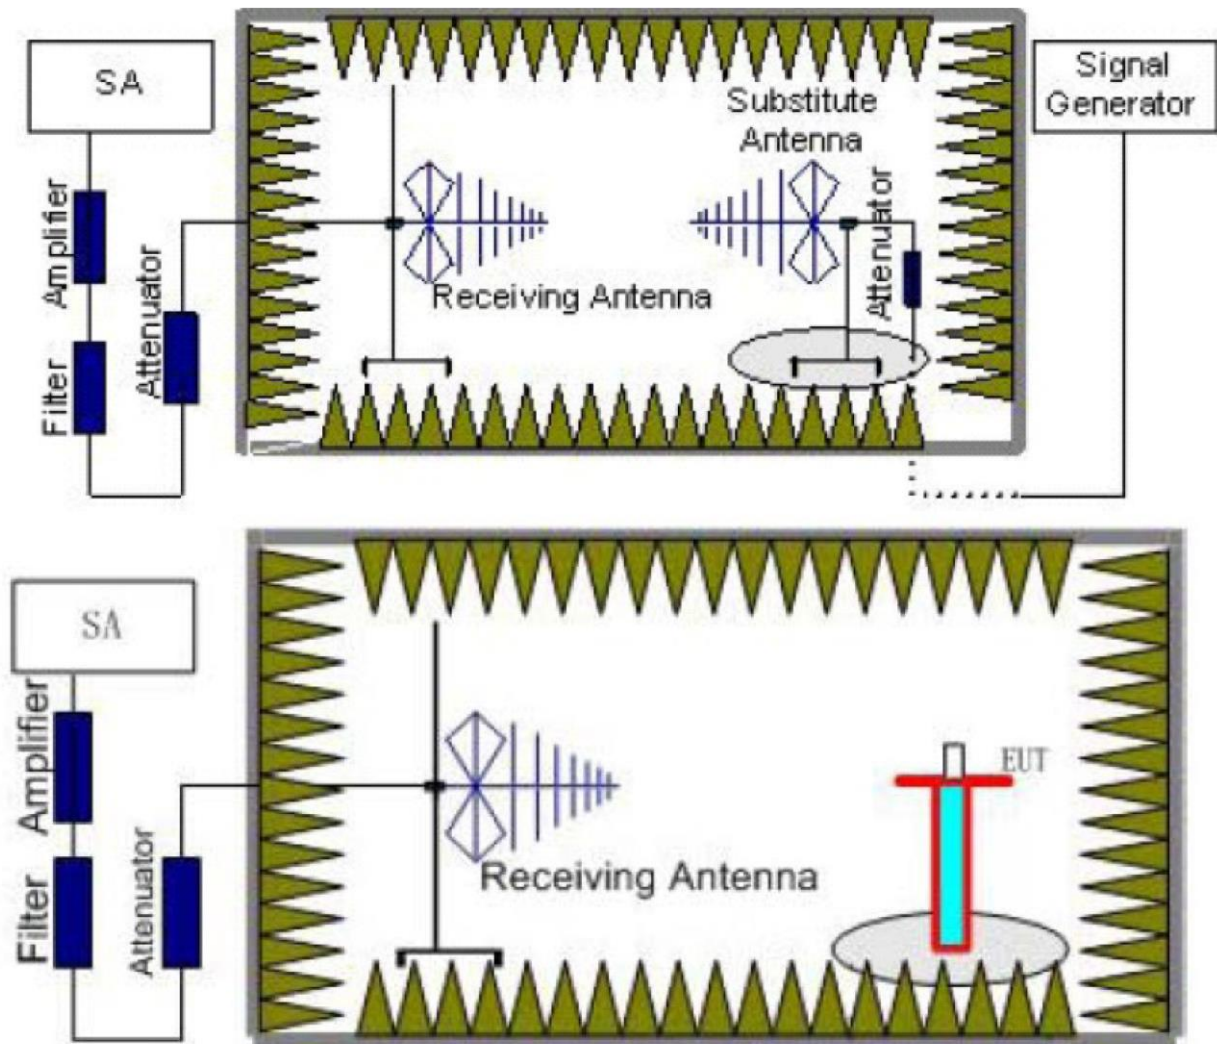 SA
Signal
Generator
Substitute
Antenna
Amplifier
Attenuator
Filter
Attenuator
Receiving Antenna
SA
Amplifier
EUT
Filter
Attenuator
Receiving Antenna